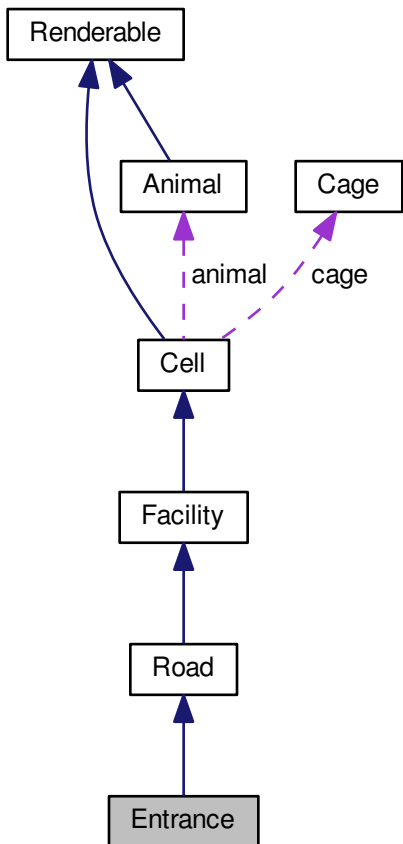 Renderable
Animal
Cage
animal
cage
Cell
Facility
Road
Entrance